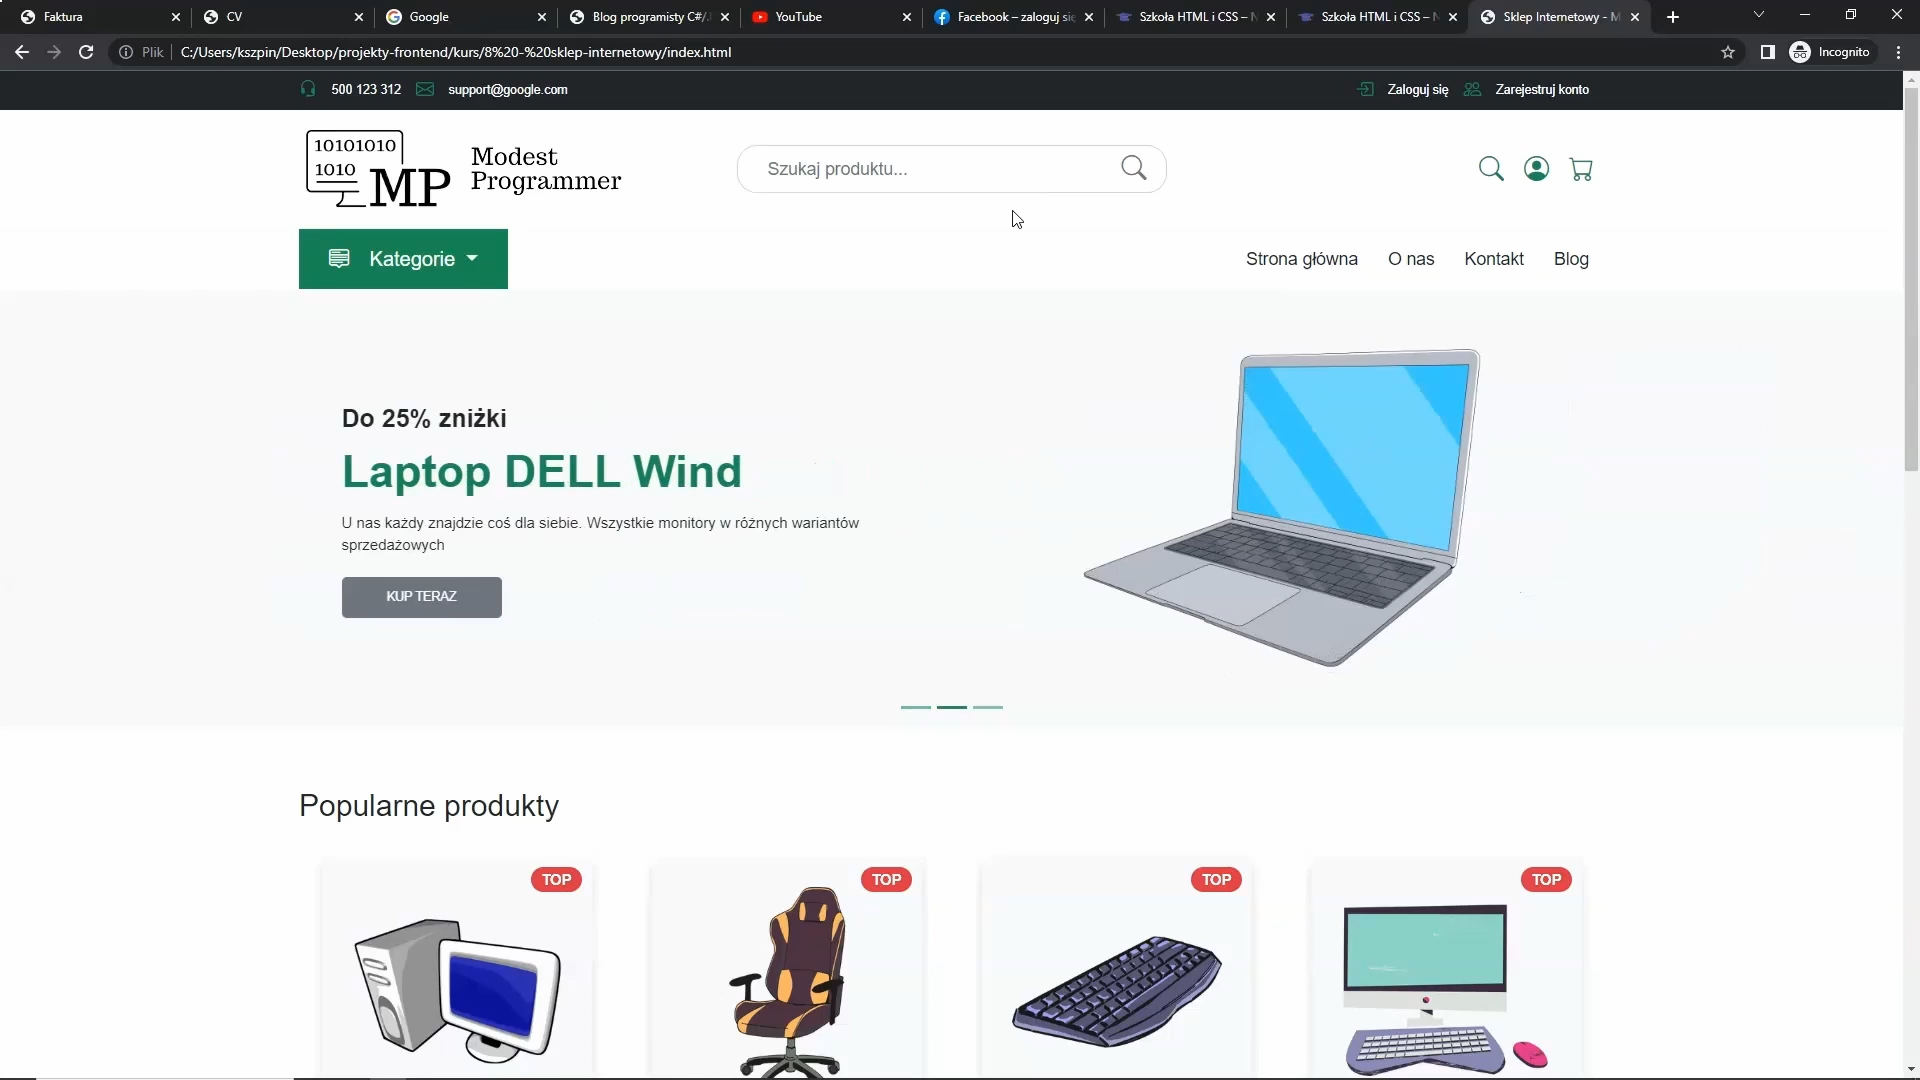 Faktura
CV
Google
Blog programisty C#/.
YouTube
Facebook – zaloguj się
Szkoła HTML i CSS – N
Szkoła HTML i CSS – N
Sklep Internetowy - M
Plik
C:/Users/kszpin/Desktop/projekty-frontend/kurs/8%20-%20sklep-internetowy/index.html
Incognito
500 123 312
support@google.com
Zaloguj się
Zarejestruj konto
10101010
1010
MP
Modest
Programmer
Szukaj produktu...
Kategorie
Strona główna
O nas
Kontakt
Blog
Do 25% zniżki
Laptop DELL Wind
U nas każdy znajdzie coś dla siebie. Wszystkie monitory w różnych wariantów
sprzedażowych
KUP TERAZ
Popularne produkty
TOP
TOP
TOP
TOP